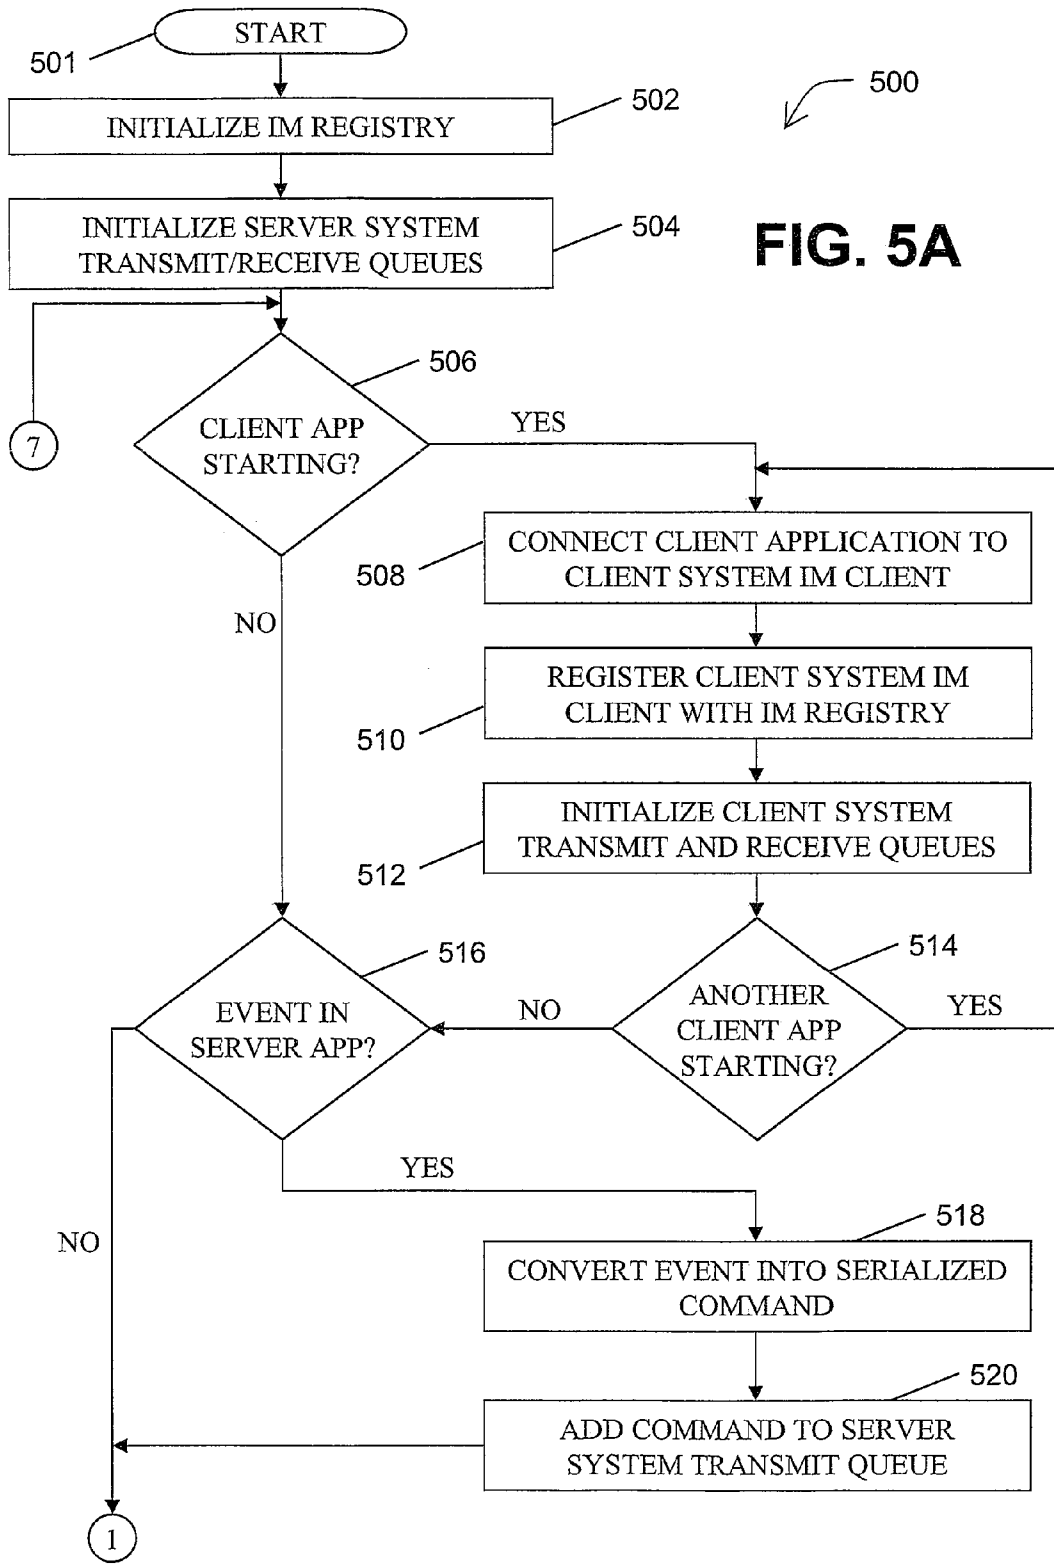 START
501
500
502
INITIALIZE IM REGISTRY
INITIALIZE SERVER SYSTEM
TRANSMIT/RECEIVE QUEUES
504
FIG. 5A
506
CLIENT APP
STARTING?
YES
7
508
CONNECT CLIENT APPLICATION TO
CLIENT SYSTEM IM CLIENT
NO
REGISTER CLIENT SYSTEM IM
CLIENT WITH IM REGISTRY
510
INITIALIZE CLIENT SYSTEM
TRANSMIT AND RECEIVE QUEUES
512
516
514
EVENT IN
SERVER APP?
NO
ANOTHER
CLIENT APP
STARTING?
YES
YES
518
NO
CONVERT EVENT INTO SERIALIZED
COMMAND
520
ADD COMMAND TO SERVER
SYSTEM TRANSMIT QUEUE
1